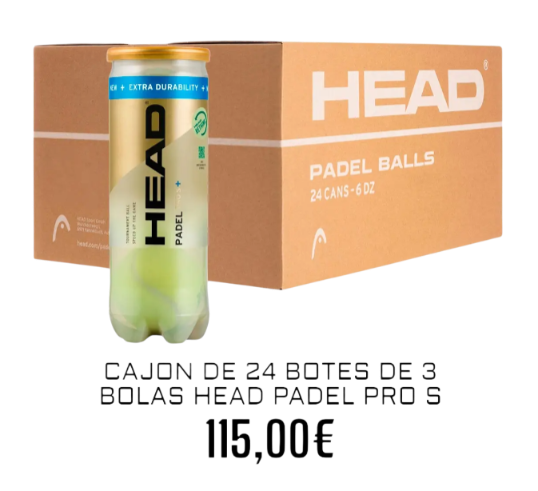 EXTRA DURABILITY +
HEAD
PADEL
HEAD®
PADEL BALLS
24 CANS - 6 DZ
CAJON DE 24 BOTES DE 3
BOLAS HEAD PADEL PRO S
115,00€